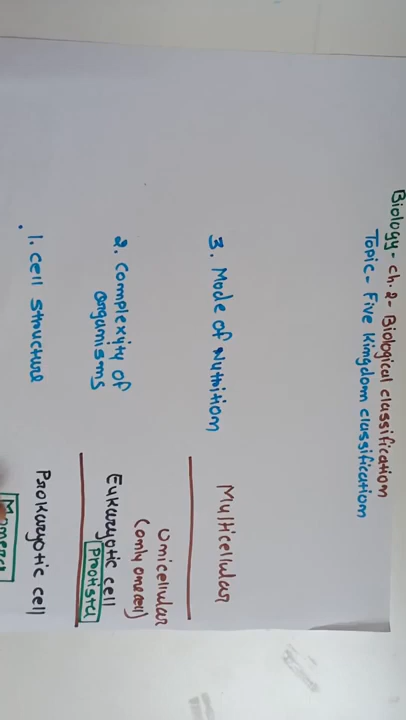 Biology- ch.2- Biological classification
Topic- Five Kingdom classification
3. Mode of Nutrition
Multicellular
2. Complexity of
organisms
Unicellular
(only one cell)
Eukaryotic cell
Protista
1. cell structure
Prokaryotic cell